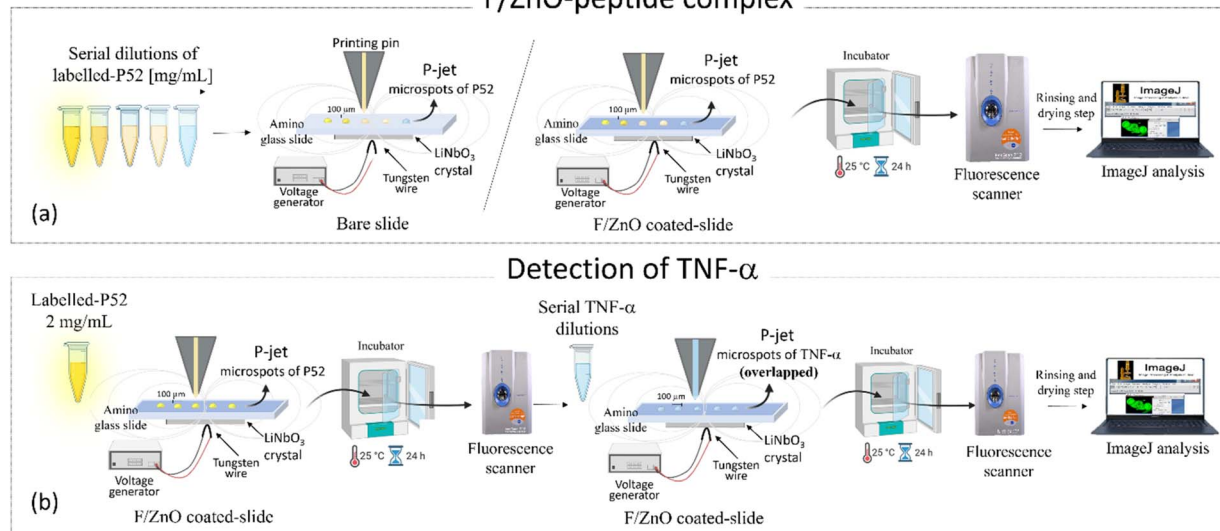 F/ZnO-peptide complex
Serial dilutions of
labelled-P52 [mg/mL]
Printing pin
P-jet
microspots of P52
100 µm
Amino
glass slide
LiNbO3
crystal
Tungsten
wire
Voltage
generator
Bare slide
P-jet
microspots of P52
100 µm
Amino
glass slide
LiNbO3
crystal
Tungsten
wire
Voltage
generator
F/ZnO coated-slide
Incubator
25 °C
24 h
Fluorescence
scanner
Rinsing and
drying step
ImageJ
ImageJ analysis
(a)
Detection of TNF-α
Labelled-P52
2 mg/mL
P-jet
microspots of P52
100 µm
Amino
glass slide
LiNbO3
crystal
Tungsten
wire
Voltage
generator
F/ZnO coated-slide
Incubator
25 °C
24 h
Fluorescence
scanner
Serial TNF-α
dilutions
P-jet
microspots of TNF-α
(overlapped)
100 µm
Amino
glass slide
LiNbO3
crystal
Tungsten
wire
Voltage
generator
F/ZnO coated-slide
Incubator
25 °C
24 h
Fluorescence
scanner
Rinsing and
drying step
ImageJ
ImageJ analysis
(b)